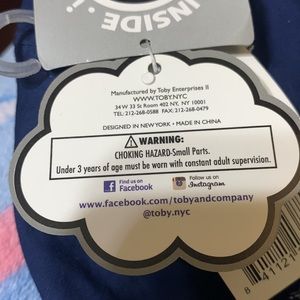 INSIDE.
Manufactured by Toby Enterprises II
WWW.TOBY.NYC
34 W 33 St Room 402 NY, NY 10001
TEL: 212-268-0588 FAX: 212-268-0479
DESIGNED IN NEW YORK • MADE IN CHINA
⚠ WARNING:
CHOKING HAZARD-Small Parts.
Under 3 years of age must be worn with constant adult supervision.
Find us on
Facebook
Follow us on
Instagram
www.facebook.com/tobyandcompany
@toby.nyc
8 41121